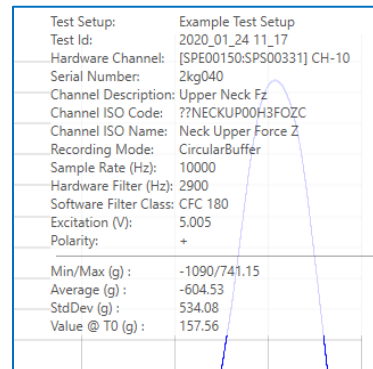 Test Setup: Example Test Setup
Test Id: 2020_01_24 11_17
Hardware Channel: [SPE00150:SPS00331] CH-10
Serial Number: 2kg040
Channel Description: Upper Neck Fz
Channel ISO Code: ??NECKUP00H3FOZC
Channel ISO Name: Neck Upper Force Z
Recording Mode: CircularBuffer
Sample Rate (Hz): 10000
Hardware Filter (Hz): 2900
Software Filter Class: CFC 180
Excitation (V): 5.005
Polarity: +
Min/Max (g) : -1090/741.15
Average (g) : -604.53
StdDev (g) : 534.08
Value @ T0 (g) : 157.56